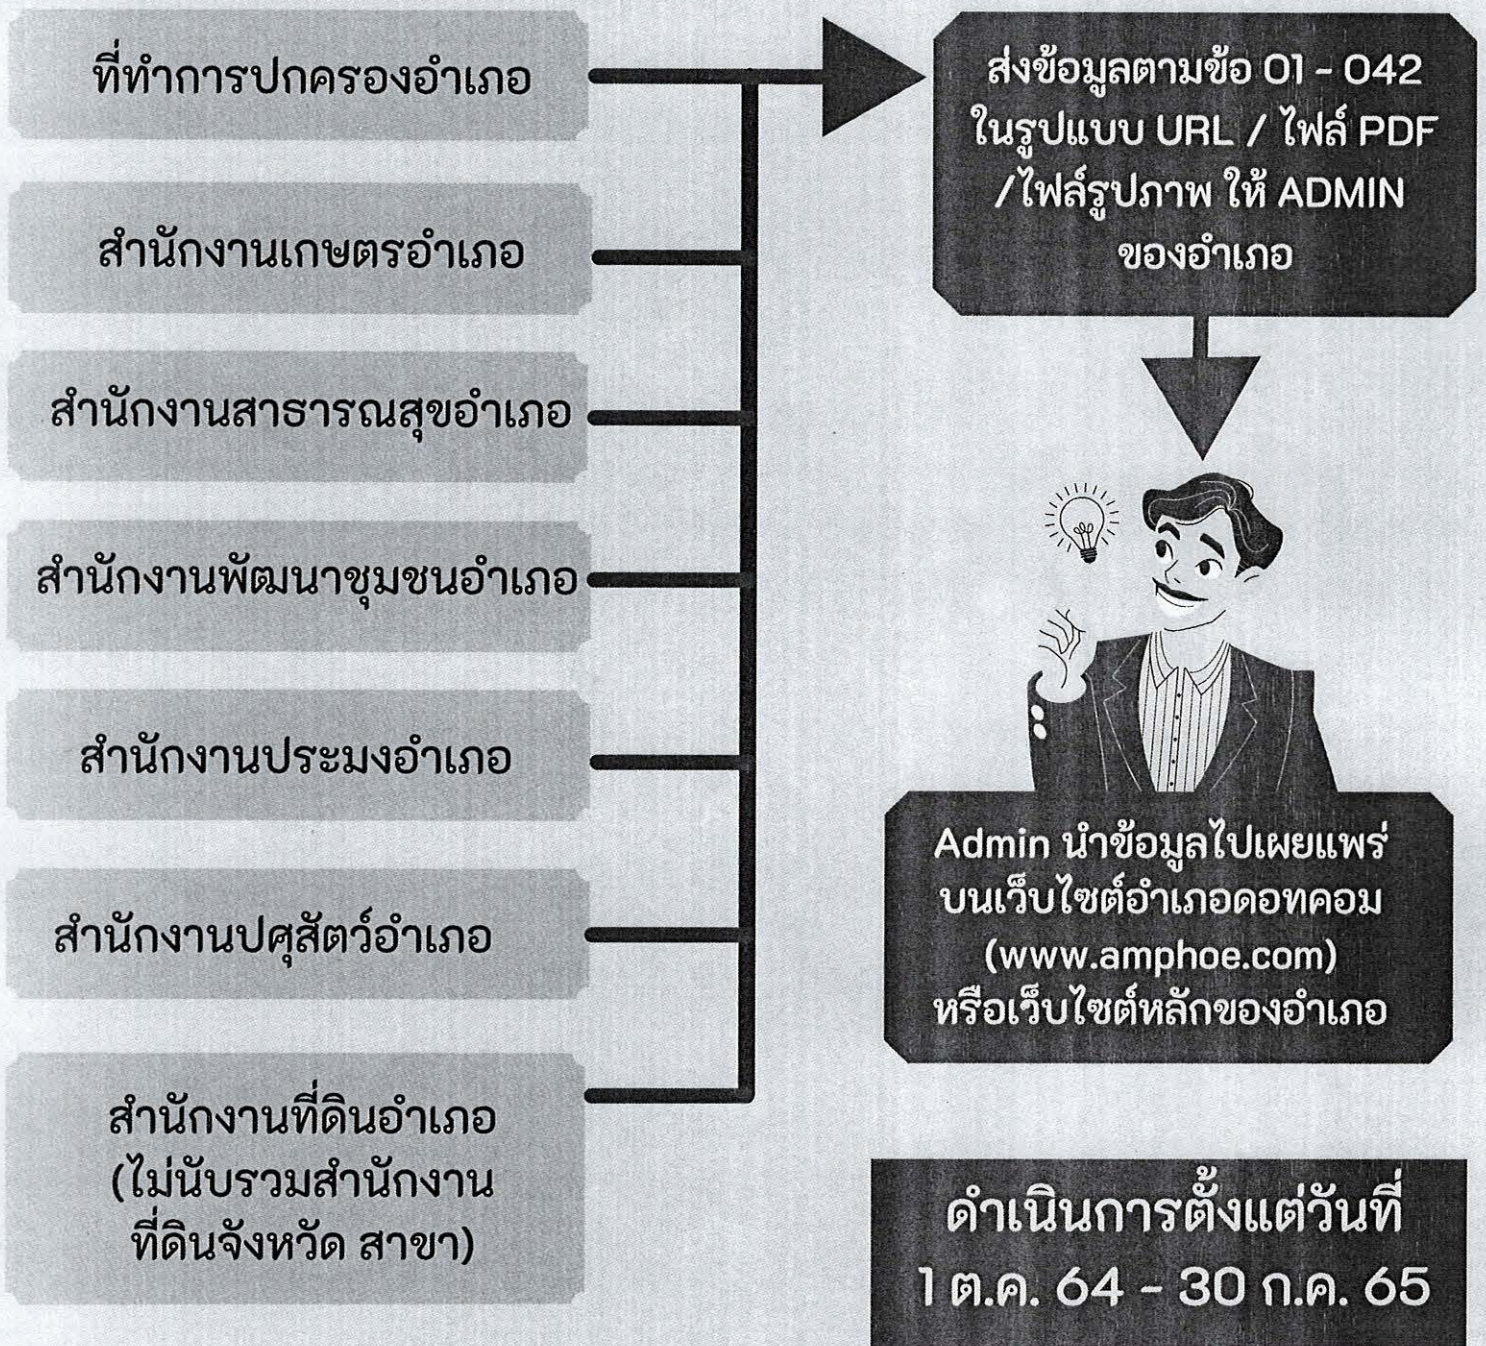 ที่ทำการปกครองอำเภอ
สำนักงานเกษตรอำเภอ
สำนักงานสาธารณสุขอำเภอ
สำนักงานพัฒนาชุมชนอำเภอ
สำนักงานประมงอำเภอ
สำนักงานปศุสัตว์อำเภอ
สำนักงานที่ดินอำเภอ
(ไม่นับรวมสำนักงาน
ที่ดินจังหวัด สาขา)
ส่งข้อมูลตามข้อ O1 - O42
ในรูปแบบ URL / ไฟล์ PDF
/ไฟล์รูปภาพ ให้ ADMIN
ของอำเภอ
Admin นำข้อมูลไปเผยแพร่
บนเว็บไซต์อำเภอดอทคอม
(www.amphoe.com)
หรือเว็บไซต์หลักของอำเภอ
ดำเนินการตั้งแต่วันที่
1 ต.ค. 64 - 30 ก.ค. 65